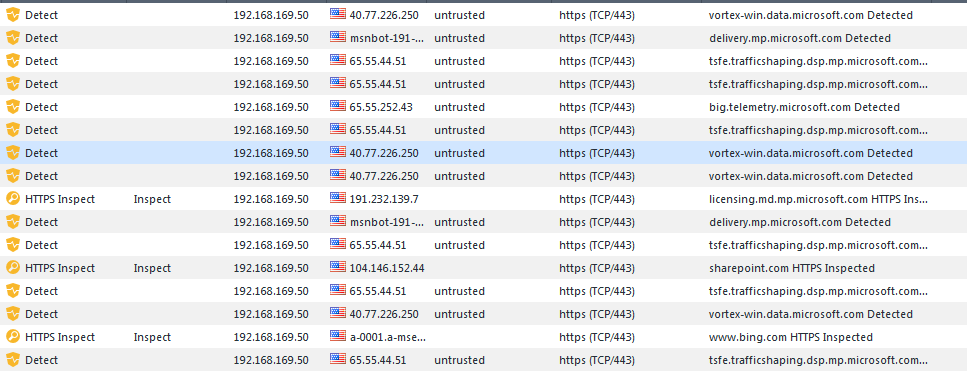 Detect 192.168.169.50 40.77.226.250 untrusted https (TCP/443) vortex-win.data.microsoft.com Detected
Detect 192.168.169.50 msnbot-191-... untrusted https (TCP/443) delivery.mp.microsoft.com Detected
Detect 192.168.169.50 65.55.44.51 untrusted https (TCP/443) tsfe.trafficshaping.dsp.mp.microsoft.com...
Detect 192.168.169.50 65.55.44.51 untrusted https (TCP/443) tsfe.trafficshaping.dsp.mp.microsoft.com...
Detect 192.168.169.50 65.55.252.43 untrusted https (TCP/443) big.telemetry.microsoft.com Detected
Detect 192.168.169.50 65.55.44.51 untrusted https (TCP/443) tsfe.trafficshaping.dsp.mp.microsoft.com...
Detect 192.168.169.50 40.77.226.250 untrusted https (TCP/443) vortex-win.data.microsoft.com Detected
Detect 192.168.169.50 40.77.226.250 untrusted https (TCP/443) vortex-win.data.microsoft.com Detected
HTTPS Inspect Inspect 192.168.169.50 191.232.139.7 https (TCP/443) licensing.md.mp.microsoft.com HTTPS Ins...
Detect 192.168.169.50 msnbot-191-... untrusted https (TCP/443) delivery.mp.microsoft.com Detected
Detect 192.168.169.50 65.55.44.51 untrusted https (TCP/443) tsfe.trafficshaping.dsp.mp.microsoft.com...
HTTPS Inspect Inspect 192.168.169.50 104.146.152.44 https (TCP/443) sharepoint.com HTTPS Inspected
Detect 192.168.169.50 65.55.44.51 untrusted https (TCP/443) tsfe.trafficshaping.dsp.mp.microsoft.com...
Detect 192.168.169.50 40.77.226.250 untrusted https (TCP/443) vortex-win.data.microsoft.com Detected
HTTPS Inspect Inspect 192.168.169.50 a-0001.a-mse... https (TCP/443) www.bing.com HTTPS Inspected
Detect 192.168.169.50 65.55.44.51 untrusted https (TCP/443) tsfe.trafficshaping.dsp.mp.microsoft.com...